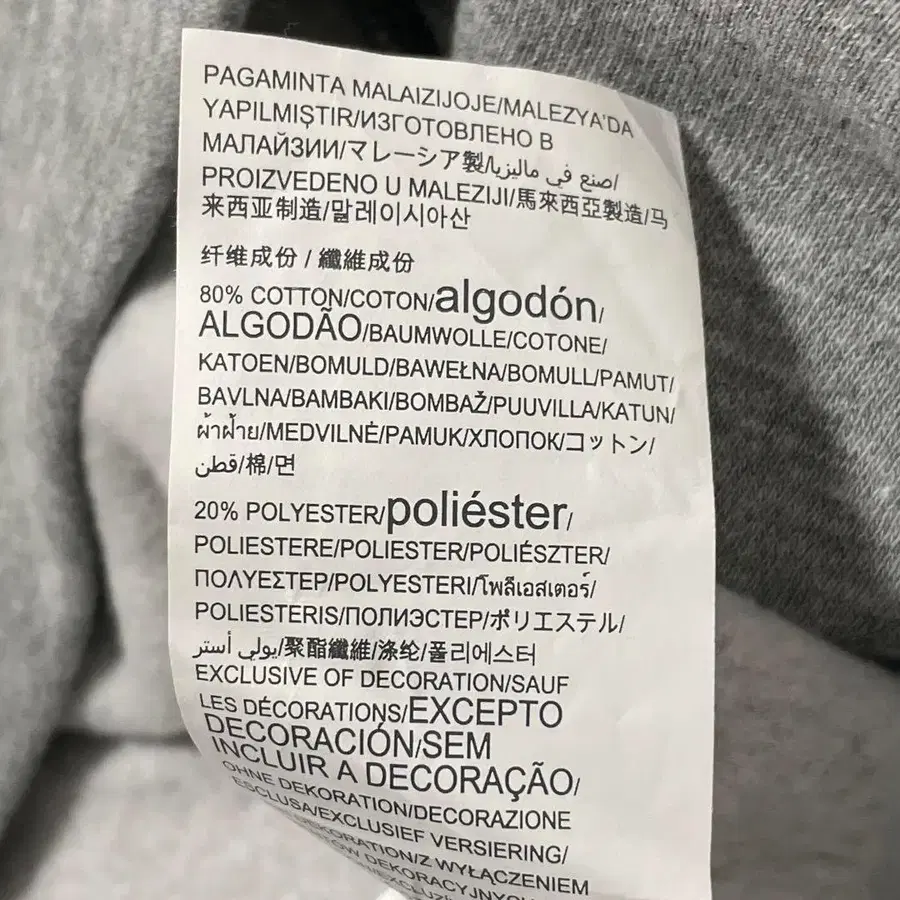 PAGAMINTA MALAIZIJOJE/MALEZYA'DA
YAPILMIŞTIR/ИЗГОТОВЛЕНО В
МАЛАЙЗИИ/マレーシア製/صنع في ماليزيا/
PROIZVEDENO U MALEZIJI/馬來西亞製造/马
来西亚制造/말레이시아산
纤维成份 / 纖維成份
80% COTTON/COTON/algodón/
ALGODÃO/BAUMWOLLE/COTONE/
KATOEN/BOMULD/BAWEŁNA/BOMULL/PAMUT/
BAVLNA/BAMBAKI/BOMBAŽ/PUUVILLA/KATUN/
ผ้าฝ้าย/MEDVILNĖ/PAMUK/ХЛОПОК/コットン/
قطن/棉/면
20% POLYESTER/poliéster/
POLIESTERE/POLIESTER/POLIÉSZTER/
ΠΟΛΥΕΣΤΕΡ/POLYESTERI/โพลีเอสเตอร์/
POLIESTERIS/ПОЛИЭСТЕР/ポリエステル/
بولي أستر/聚酯纖維/涤纶/폴리에스터
EXCLUSIVE OF DECORATION/SAUF
LES DÉCORATIONS/EXCEPTO
DECORACIÓN/SEM
INCLUIR A DECORAÇÃO/
OHNE DEKORATION/DECORAZIONE
ESCLUSA/EXCLUSIEF VERSIERING/
DEKORATION/Z WYŁĄCZENIEM
DEKORACYJNYCH